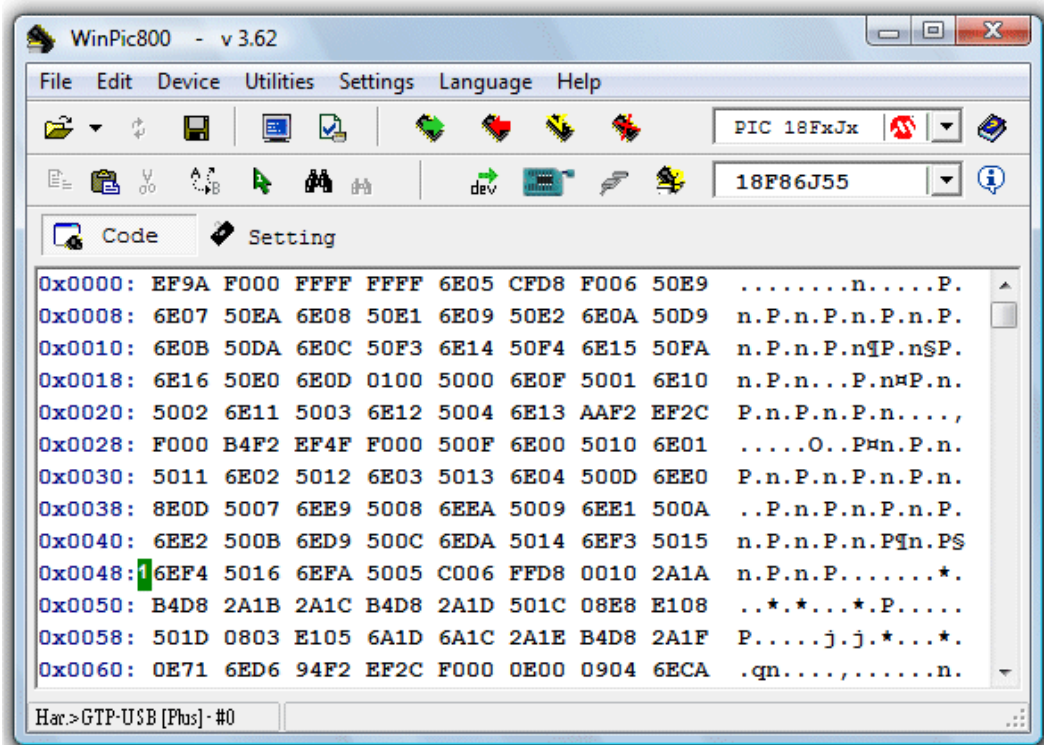 WinPic800 - v 3.62
File Edit Device Utilities Settings Language Help
PIC 18FxJx
dev 18F86J55
Code Setting
0x0000: EF9A F000 FFFF FFFF 6E05 CFD8 F006 50E9 ........n.....P.
0x0008: 6E07 50EA 6E08 50E1 6E09 50E2 6E0A 50D9 n.P.n.P.n.P.n.P.
0x0010: 6E0B 50DA 6E0C 50F3 6E14 50F4 6E15 50FA n.P.n.P.n¶P.n§P.
0x0018: 6E16 50E0 6E0D 0100 5000 6E0F 5001 6E10 n.P.n...P.n¤P.n.
0x0020: 5002 6E11 5003 6E12 5004 6E13 AAF2 EF2C P.n.P.n.P.n....,
0x0028: F000 B4F2 EF4F F000 500F 6E00 5010 6E01 .....O..P¤n.P.n.
0x0030: 5011 6E02 5012 6E03 5013 6E04 500D 6EE0 P.n.P.n.P.n.P.n.
0x0038: 8E0D 5007 6EE9 5008 6EEA 5009 6EE1 500A ..P.n.P.n.P.n.P.
0x0040: 6EE2 500B 6ED9 500C 6EDA 5014 6EF3 5015 n.P.n.P.n.P¶n.P§
0x0048:1 6EF4 5016 6EFA 5005 C006 FFD8 0010 2A1A n.P.n.P.......*.
0x0050: B4D8 2A1B 2A1C B4D8 2A1D 501C 08E8 E108 ..*.*...*.P.....
0x0058: 501D 0803 E105 6A1D 6A1C 2A1E B4D8 2A1F P.....j.j.*...*.
0x0060: 0E71 6ED6 94F2 EF2C F000 0E00 0904 6ECA .qn....,......n.
Har.>GTP-USB [Plus] - #0